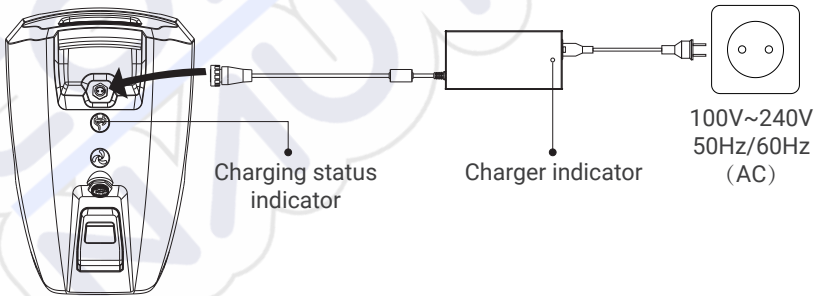 100V~240V
50Hz/60Hz
（AC）
Charging status
indicator
Charger indicator